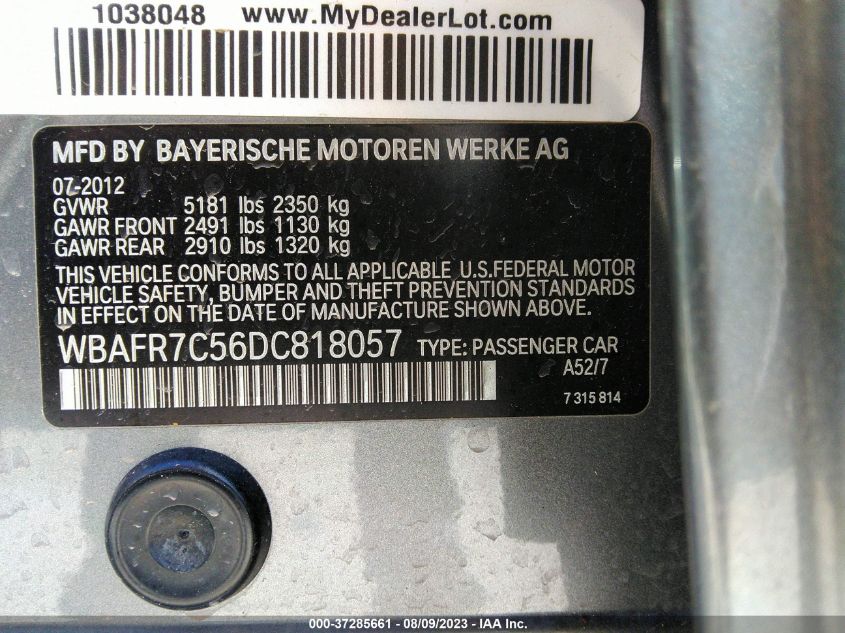 1038048 www.MyDealerLot.com
MFD BY BAYERISCHE MOTOREN WERKE AG
07-2012
GVWR 5181 lbs 2350 kg
GAWR FRONT 2491 lbs 1130 kg
GAWR REAR 2910 lbs 1320 kg
THIS VEHICLE CONFORMS TO ALL APPLICABLE U.S.FEDERAL MOTOR
VEHICLE SAFETY, BUMPER AND THEFT PREVENTION STANDARDS
IN EFFECT ON THE DATE OF MANUFACTURE SHOWN ABOVE.
WBAFR7C56DC818057 TYPE: PASSENGER CAR
A52/7
7 315 814
000-37285661 - 08/09/2023 - IAA Inc.